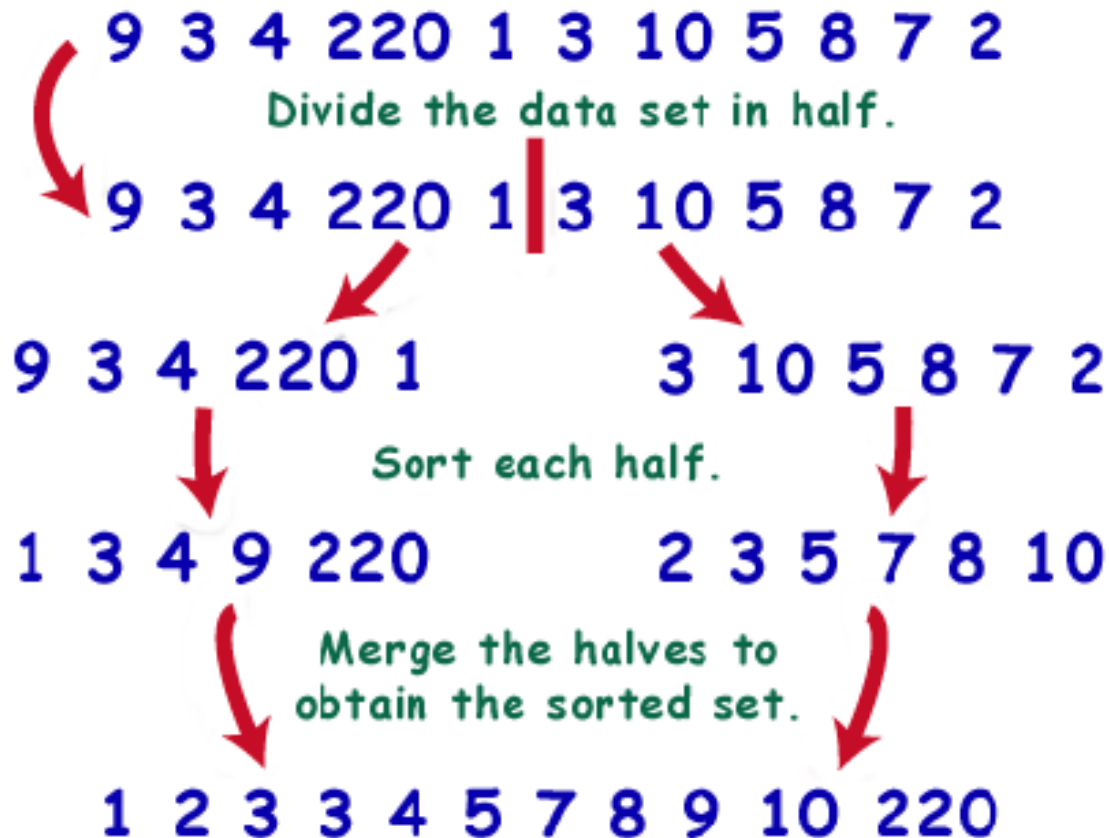 9 3 4 220 1 3 10 5 8 7 2
Divide the data set in half.
9 3 4 220 1 3 10 5 8 7 2
9 3 4 220 1 3 10 5 8 7 2
Sort each half.
1 3 4 9 220 2 3 5 7 8 10
Merge the halves to
obtain the sorted set.
1 2 3 3 4 5 7 8 9 10 220